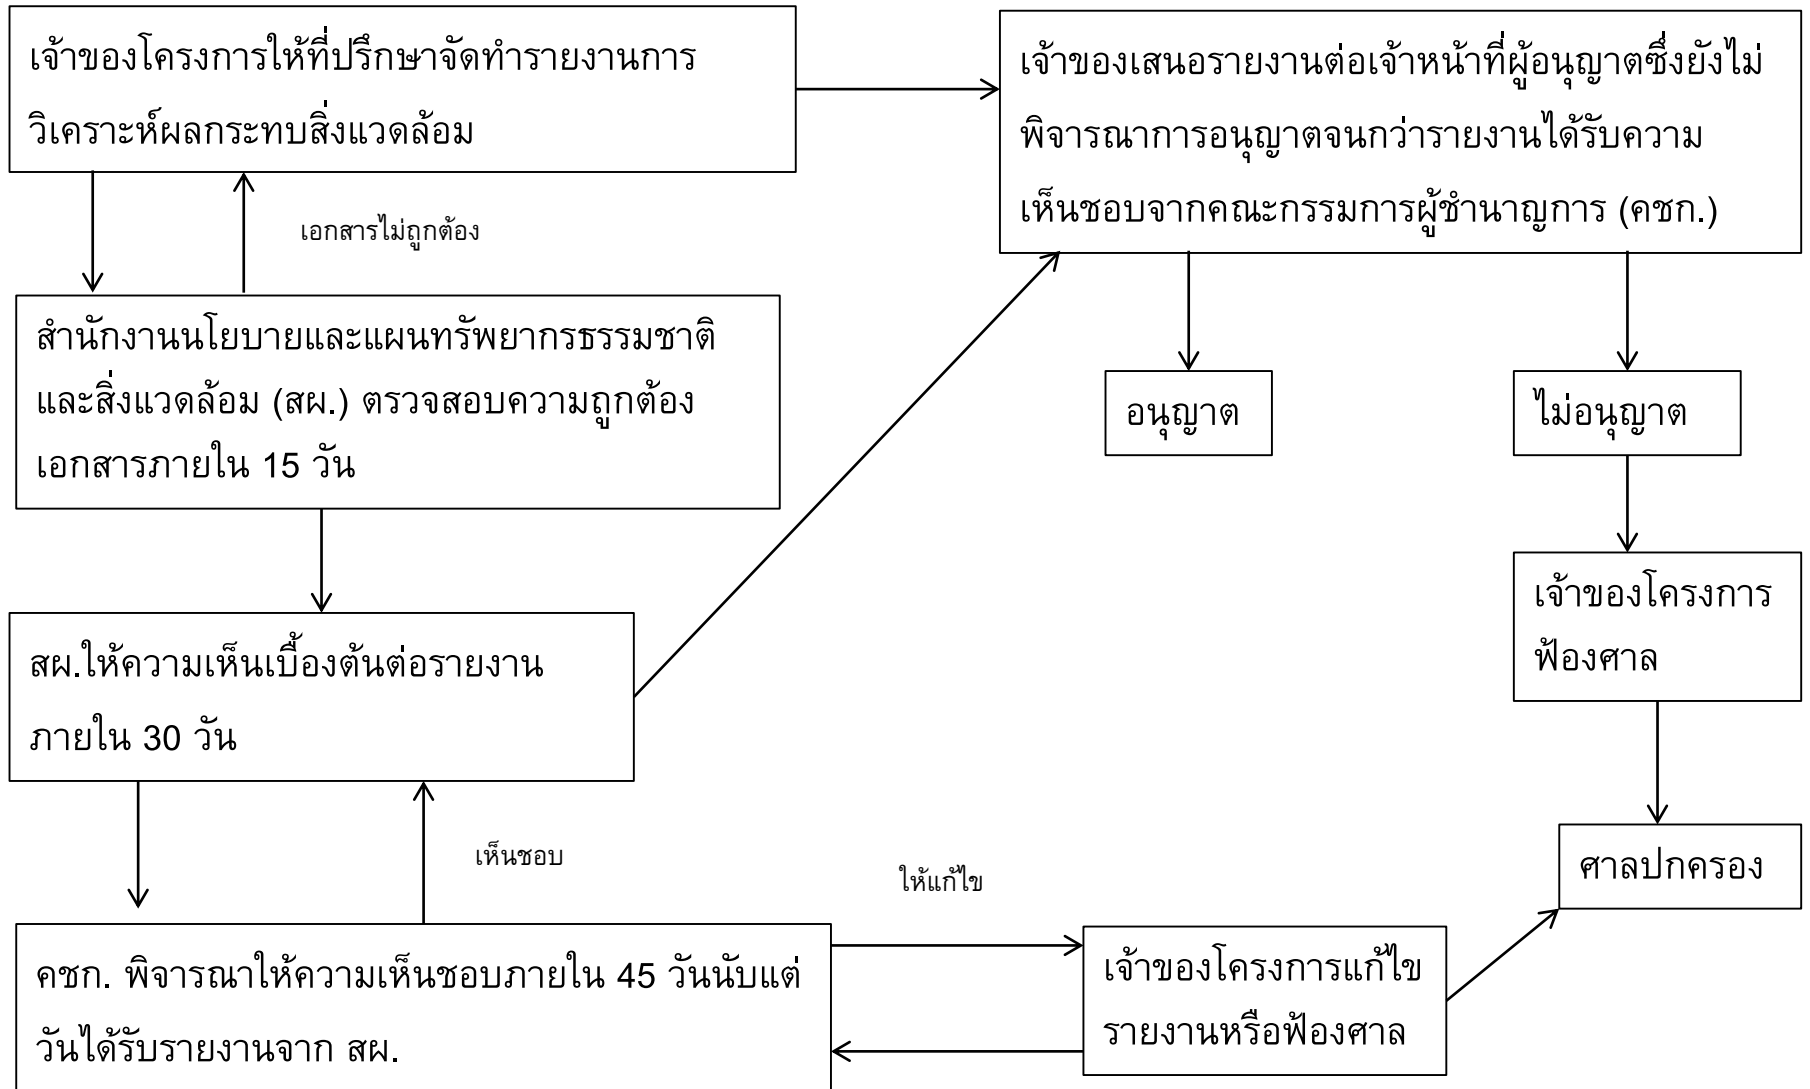 เจ้าของโครงการให้ที่ปรึกษาจัดทำรายงานการ
วิเคราะห์ผลกระทบสิ่งแวดล้อม
เจ้าของเสนอรายงานต่อเจ้าหน้าที่ผู้อนุญาตซึ่งยังไม่
พิจารณาการอนุญาตจนกว่ารายงานได้รับความ
เห็นชอบจากคณะกรรมการผู้ชำนาญการ (คชก.)
เอกสารไม่ถูกต้อง
สำนักงานนโยบายและแผนทรัพยากรธรรมชาติ
และสิ่งแวดล้อม (สผ.) ตรวจสอบความถูกต้อง
เอกสารภายใน 15 วัน
อนุญาต
ไม่อนุญาต
เจ้าของโครงการ
ฟ้องศาล
สผ.ให้ความเห็นเบื้องต้นต่อรายงาน
ภายใน 30 วัน
เห็นชอบ
ให้แก้ไข
ศาลปกครอง
คชก. พิจารณาให้ความเห็นชอบภายใน 45 วันนับแต่
วันได้รับรายงานจาก สผ.
เจ้าของโครงการแก้ไข
รายงานหรือฟ้องศาล